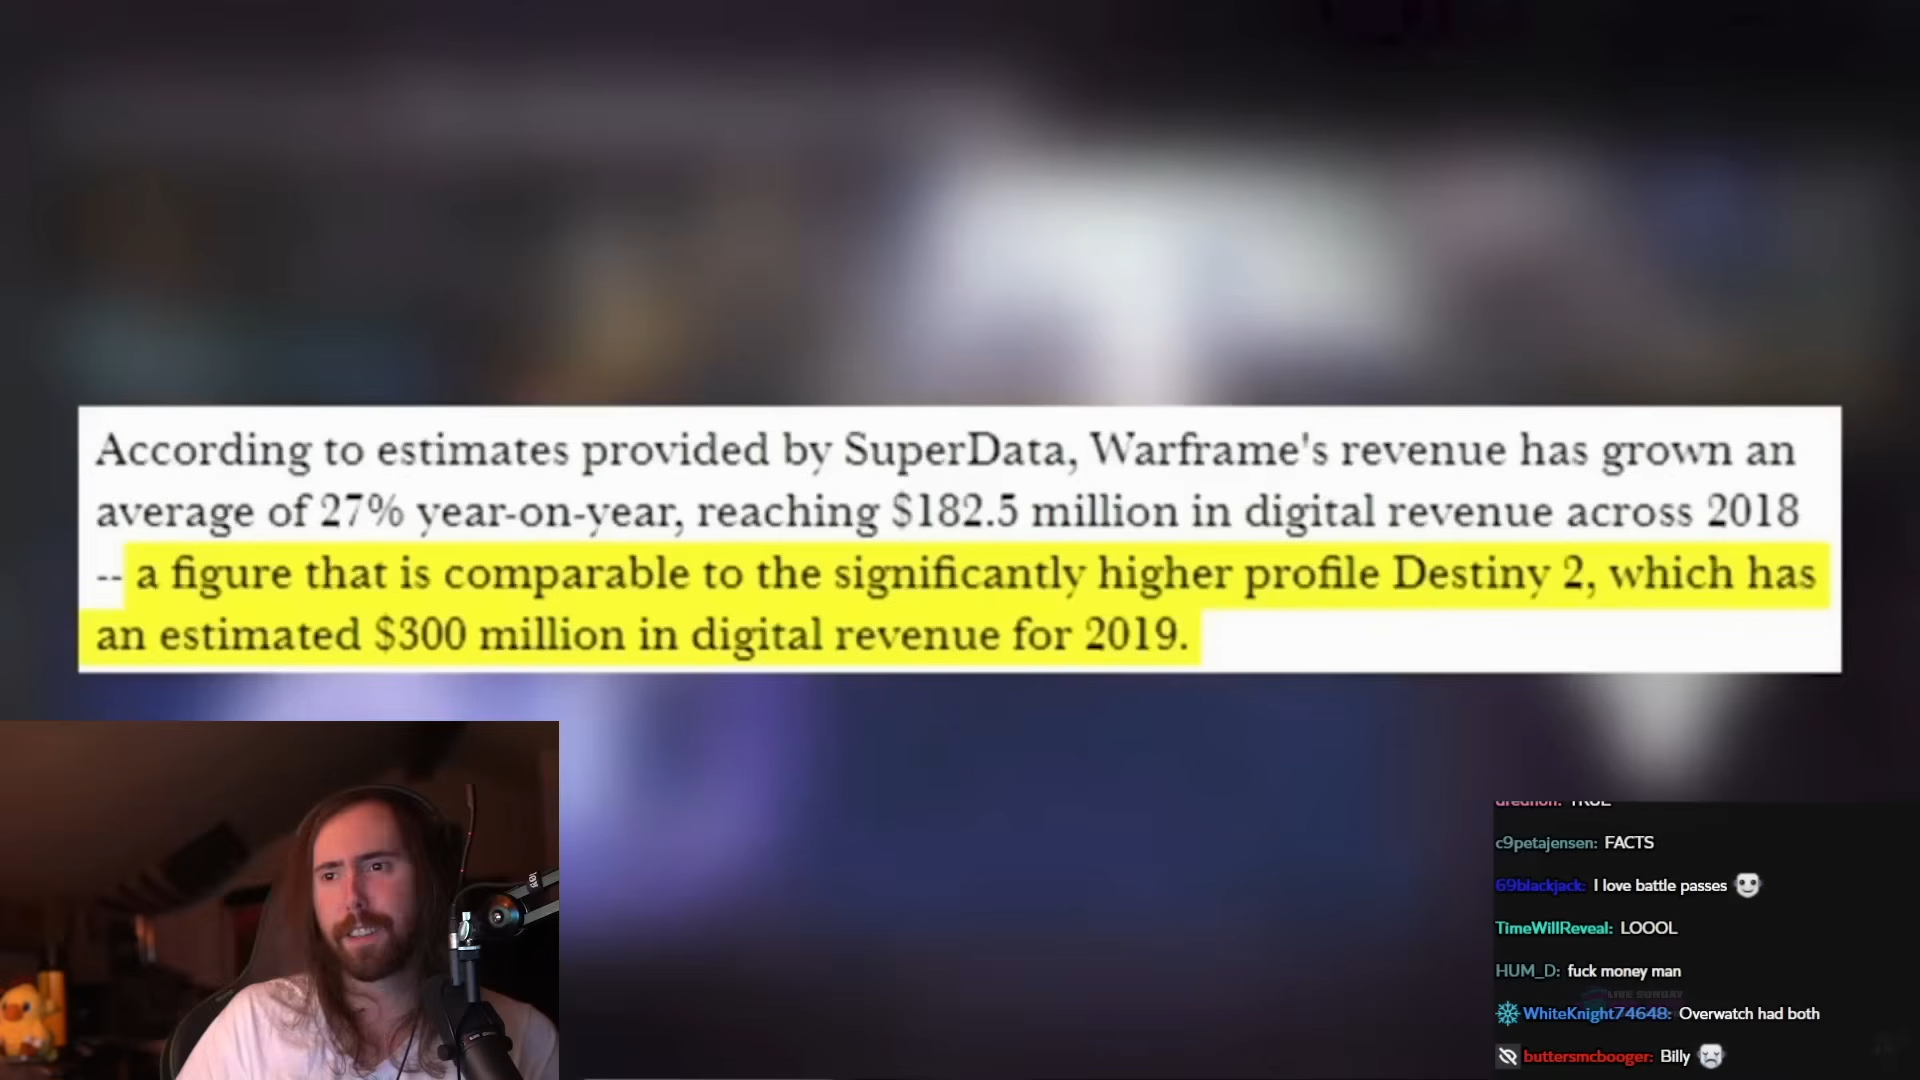 According to estimates provided by SuperData, Warframe's revenue has grown an
average of 27% year-on-year, reaching $182.5 million in digital revenue across 2018
-- a figure that is comparable to the significantly higher profile Destiny 2, which has
an estimated $300 million in digital revenue for 2019.
c9petajensen: FACTS
69blackjack: I love battle passes
TimeWillReveal: LOOOL
HUM_D: fuck money man
LIVE SUNDAY
WhiteKnight74648: Overwatch had both
buttersmcbooger: Billy